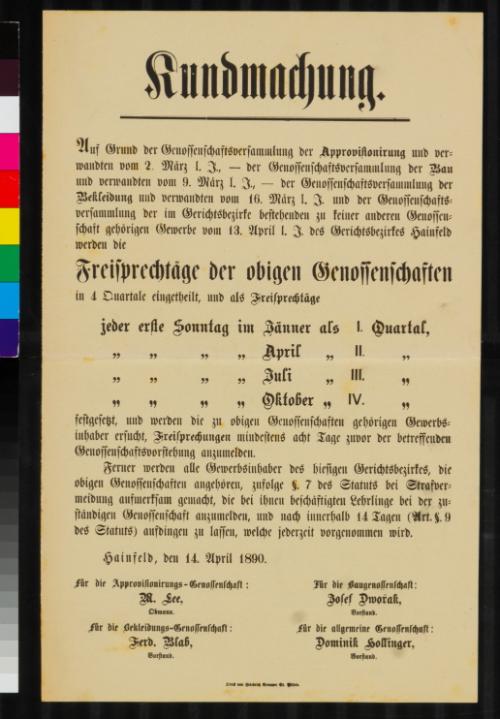 Kundmachung.
Auf Grund der Genossenschaftsversammlung der Approvisionirung und ver-
wandten vom 2. März l. J., — der Genossenschaftsversammlung der Bau
und verwandten vom 9. März l. J., — der Genossenschaftsversammlung der
Bekleidung und verwandten vom 16. März l. J. und der Genossenschafts-
versammlung der im Gerichtsbezirke bestehenden zu keiner anderen Genossen-
schaft gehörigen Gewerbe vom 13. April l. J. des Gerichtsbezirkes Hainfeld
werden die
Freisprechtäge der obigen Genossenschaften
in 4 Quartale eingetheilt, und als Freisprechtäge
jeder erste Sonntag im Jänner als I. Quartal,
„ „ „ „ April „ II. „
„ „ „ „ Juli „ III. „
„ „ „ „ Oktober „ IV. „
festgesetzt, und werden die zu obigen Genossenschaften gehörigen Gewerbs-
inhaber ersucht, Freisprechungen mindestens acht Tage zuvor der betreffenden
Genossenschaftsvorstehung anzumelden.
Ferner werden alle Gewerbsinhaber des hiesigen Gerichtsbezirkes, die
obigen Genossenschaften angehören, zufolge §. 7 des Statuts bei Strafver-
meidung aufmerksam gemacht, die bei ihnen beschäftigten Lehrlinge bei der zu-
ständigen Genossenschaft anzumelden, und nach innerhalb 14 Tagen (Art. §. 9
des Statuts) aufdingen zu lassen, welche jederzeit vorgenommen wird.
Hainfeld, den 14. April 1890.
Für die Approvisionirungs-Genossenschaft: Für die Baugenossenschaft:
M. Lee, Josef Dwořak,
Obmann. Vorstand.
Für die Bekleidungs-Genossenschaft: Für die allgemeine Genossenschaft:
Ferd. Blab, Dominik Hollinger,
Vorstand. Vorstand.
Druck von St. Pölten.